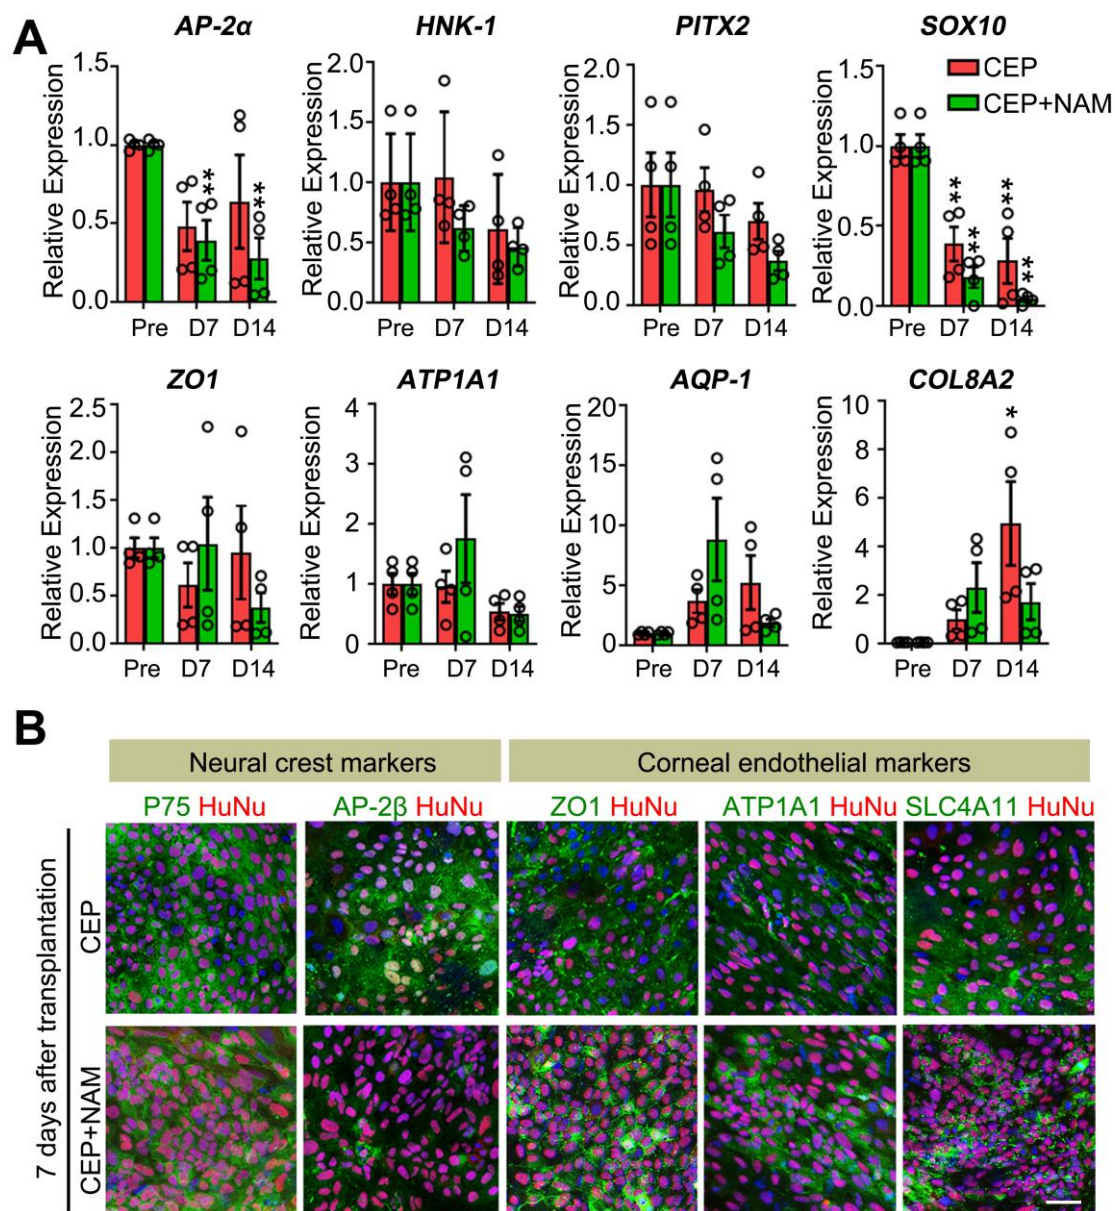 A
AP-2α HNK-1 PITX2 SOX10
CEP
CEP+NAM
Relative Expression
1.5
1.0
0.5
0.0
** **
Pre D7 D14
Relative Expression
2.0
1.5
1.0
0.5
0.0
Pre D7 D14
Relative Expression
2.0
1.5
1.0
0.5
0.0
Pre D7 D14
Relative Expression
1.5
1.0
0.5
0.0
** ** ** **
Pre D7 D14
ZO1 ATP1A1 AQP-1 COL8A2
Relative Expression
2.5
2.0
1.5
1.0
0.5
0.0
Pre D7 D14
Relative Expression
4
3
2
1
0
Pre D7 D14
Relative Expression
20
15
10
5
0
Pre D7 D14
Relative Expression
10
8
6
4
2
0
*
Pre D7 D14
B
Neural crest markers Corneal endothelial markers
P75 HuNu AP-2β HuNu ZO1 HuNu ATP1A1 HuNu SLC4A11 HuNu
7 days after transplantation
CEP
CEP+NAM